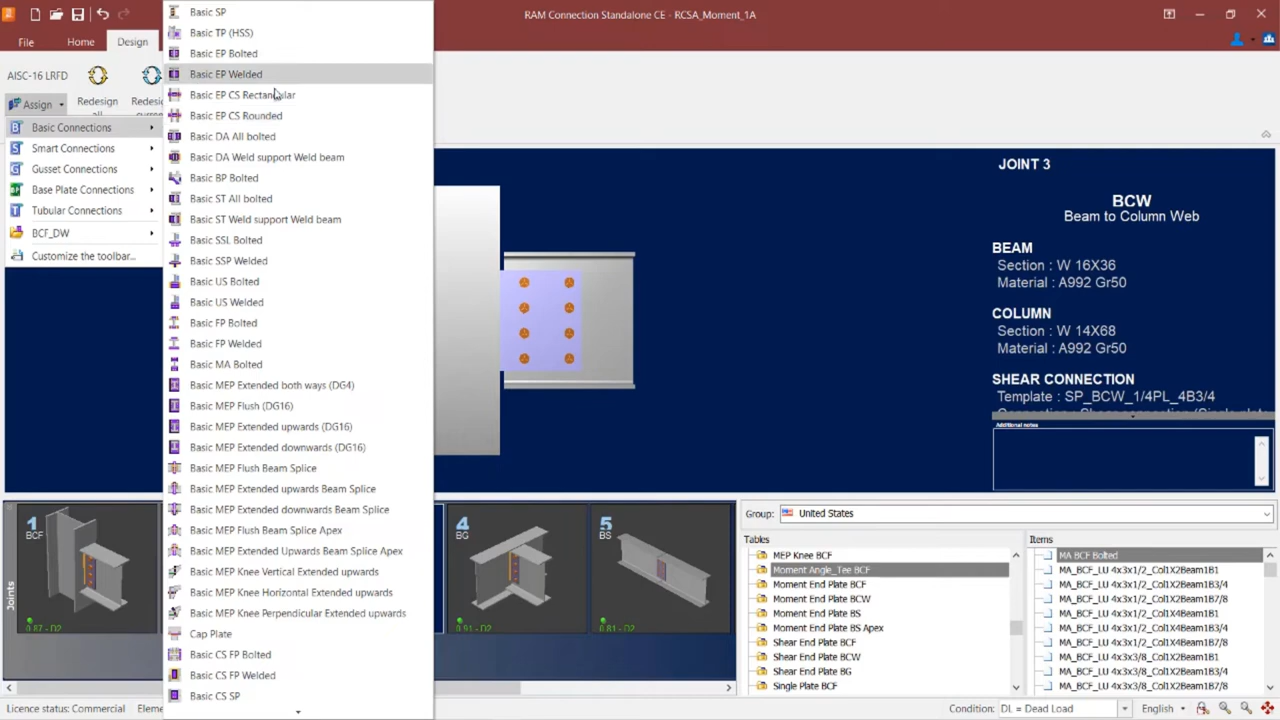 RAM Connection Standalone CE - RCSA_Moment_1A
File
Home
Design
AISC-16 LRFD
Assign
Redesign
all
Basic Connections
Smart Connections
Gusset Connections
Base Plate Connections
Tubular Connections
BCF_DW
Customize the toolbar...
Basic SP
Basic TP (HSS)
Basic EP Bolted
Basic EP Welded
Basic EP CS Rectangular
Basic EP CS Rounded
Basic DA All bolted
Basic DA Weld support Weld beam
Basic BP Bolted
Basic ST All bolted
Basic ST Weld support Weld beam
Basic SSL Bolted
Basic SSP Welded
Basic US Bolted
Basic US Welded
Basic FP Bolted
Basic FP Welded
Basic MA Bolted
Basic MEP Extended both ways (DG4)
Basic MEP Flush (DG16)
Basic MEP Extended upwards (DG16)
Basic MEP Extended downwards (DG16)
Basic MEP Flush Beam Splice
Basic MEP Extended upwards Beam Splice
Basic MEP Extended downwards Beam Splice
Basic MEP Flush Beam Splice Apex
Basic MEP Extended Upwards Beam Splice Apex
Basic MEP Knee Vertical Extended upwards
Basic MEP Knee Horizontal Extended upwards
Basic MEP Knee Perpendicular Extended upwards
Cap Plate
Basic CS FP Bolted
Basic CS FP Welded
Basic CS SP
JOINT 3
BCW
Beam to Column Web
BEAM
Section : W 16X36
Material : A992 Gr50
COLUMN
Section : W 14X68
Material : A992 Gr50
SHEAR CONNECTION
Template : SP_BCW_1/4PL_4B3/4
Additional notes
Joints
1
BCF
0.87 - D2
4
BG
0.91 - D2
5
BS
0.81 - D2
Group:
United States
Tables
MEP Knee BCF
Moment Angle_Tee BCF
Moment End Plate BCF
Moment End Plate BCW
Moment End Plate BS
Moment End Plate BS Apex
Shear End Plate BCF
Shear End Plate BCW
Shear End Plate BG
Single Plate BCF
Items
MA BCF Bolted
MA_BCF_LU 4x3x1/2_Col1X2Beam1B1
MA_BCF_LU 4x3x1/2_Col1X2Beam1B3/4
MA_BCF_LU 4x3x1/2_Col1X2Beam1B7/8
MA_BCF_LU 4x3x1/4_Col1X2Beam1B1
MA_BCF_LU 4x3x1/4_Col1X2Beam1B3/4
MA_BCF_LU 4x3x1/4_Col1X2Beam1B7/8
MA_BCF_LU 4x3x3/8_Col1X2Beam1B1
MA_BCF_LU 4x3x3/8_Col1X2Beam1B3/4
MA_BCF_LU 4x3x3/8_Col1X2Beam1B7/8
Licence status: Commercial
Condition:
DL = Dead Load
English